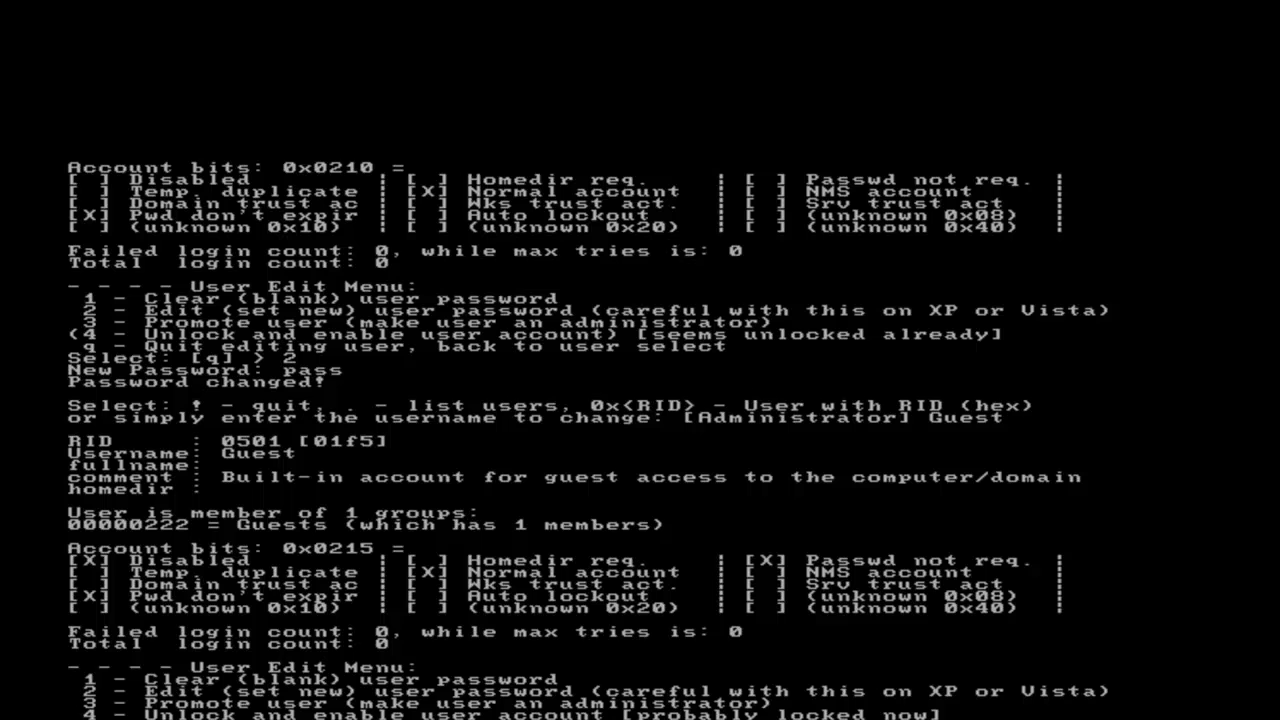 Account bits: 0x0210 =
[ ] Disabled | [ ] Homedir req. | [ ] Passwd not req. |
[ ] Temp. duplicate | [X] Normal account | [ ] NMS account |
[ ] Domain trust ac | [ ] Wks trust act. | [ ] Srv trust act |
[X] Pwd don't expir | [ ] Auto lockout | [ ] (unknown 0x08) |
[ ] (unknown 0x10) | [ ] (unknown 0x20) | [ ] (unknown 0x40) |
Failed login count: 0, while max tries is: 0
Total login count: 0
- - - - User Edit Menu:
1 - Clear (blank) user password
2 - Edit (set new) user password (careful with this on XP or Vista)
3 - Promote user (make user an administrator)
(4 - Unlock and enable user account) [seems unlocked already]
q - Quit editing user, back to user select
Select: [q] > 2
New Password: pass
Password changed!
Select: ! - quit, . - list users, 0x<RID> - User with RID (hex)
or simply enter the username to change: [Administrator] Guest
RID : 0501 [01f5]
Username: Guest
fullname:
comment : Built-in account for guest access to the computer/domain
homedir :
User is member of 1 groups:
00000222 = Guests (which has 1 members)
Account bits: 0x0215 =
[X] Disabled | [ ] Homedir req. | [X] Passwd not req. |
[ ] Temp. duplicate | [X] Normal account | [ ] NMS account |
[ ] Domain trust ac | [ ] Wks trust act. | [ ] Srv trust act |
[X] Pwd don't expir | [ ] Auto lockout | [ ] (unknown 0x08) |
[ ] (unknown 0x10) | [ ] (unknown 0x20) | [ ] (unknown 0x40) |
Failed login count: 0, while max tries is: 0
Total login count: 0
- - - - User Edit Menu:
1 - Clear (blank) user password
2 - Edit (set new) user password (careful with this on XP or Vista)
3 - Promote user (make user an administrator)
4 - Unlock and enable user account [probably locked now]